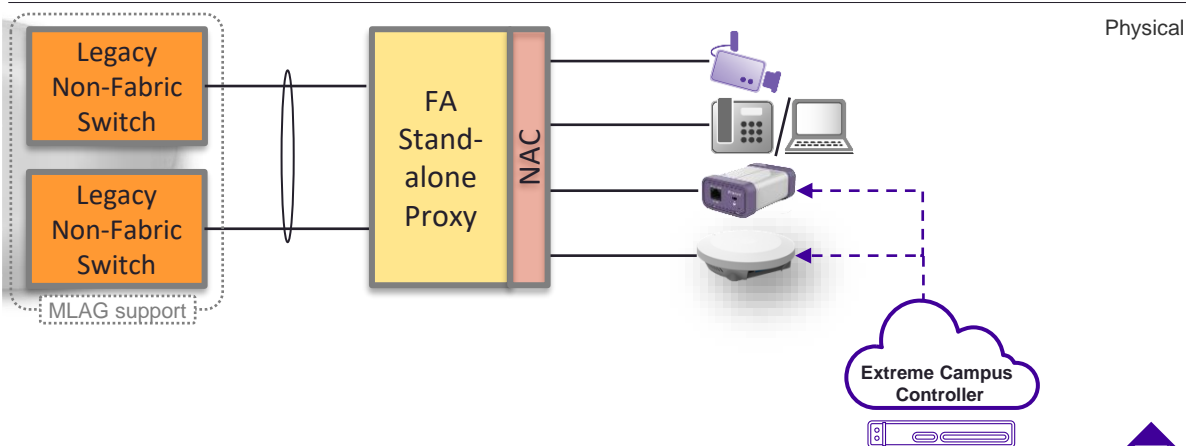 Physical
Legacy
Non-Fabric
Switch
Legacy
Non-Fabric
Switch
MLAG support
FA
Stand-
alone
Proxy
NAC
Extreme Campus
Controller